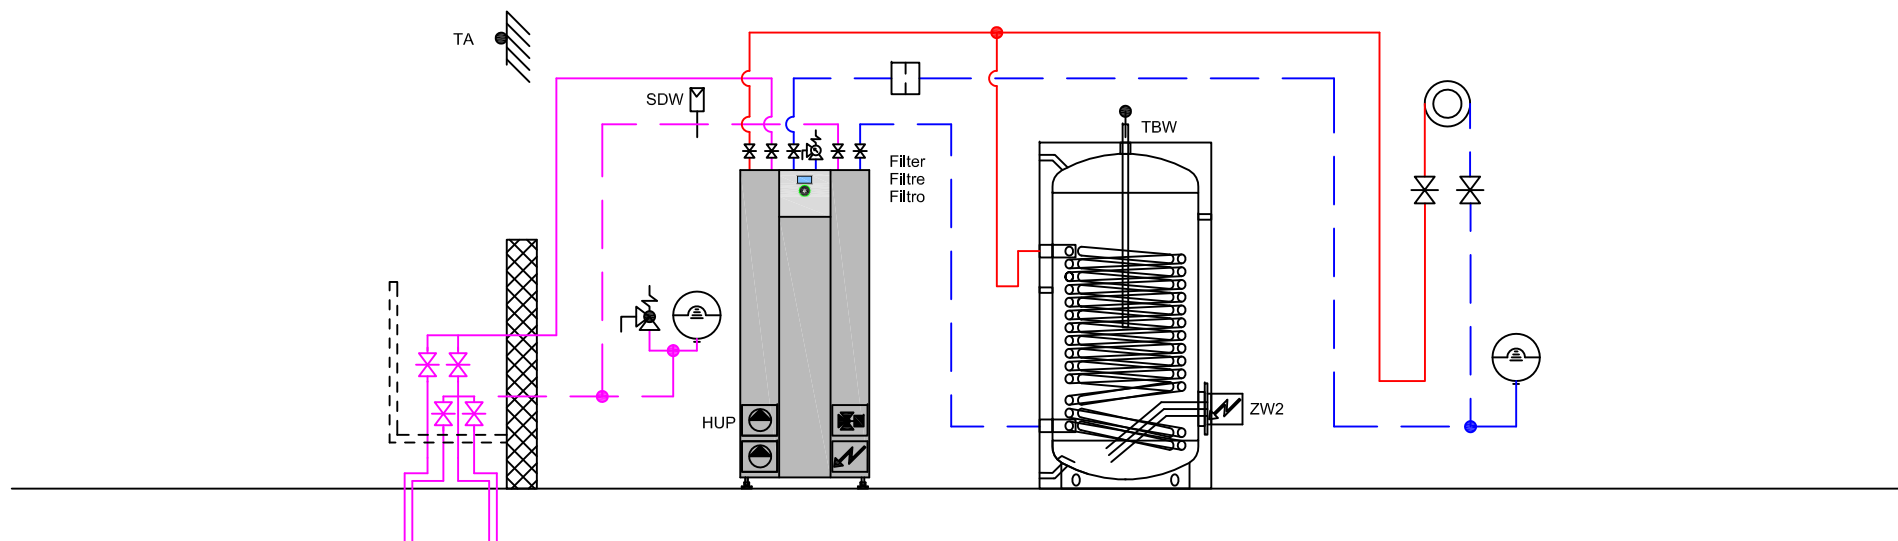 TA
SDW
TBW
Filter
Filtre
Filtro
HUP
ZW2